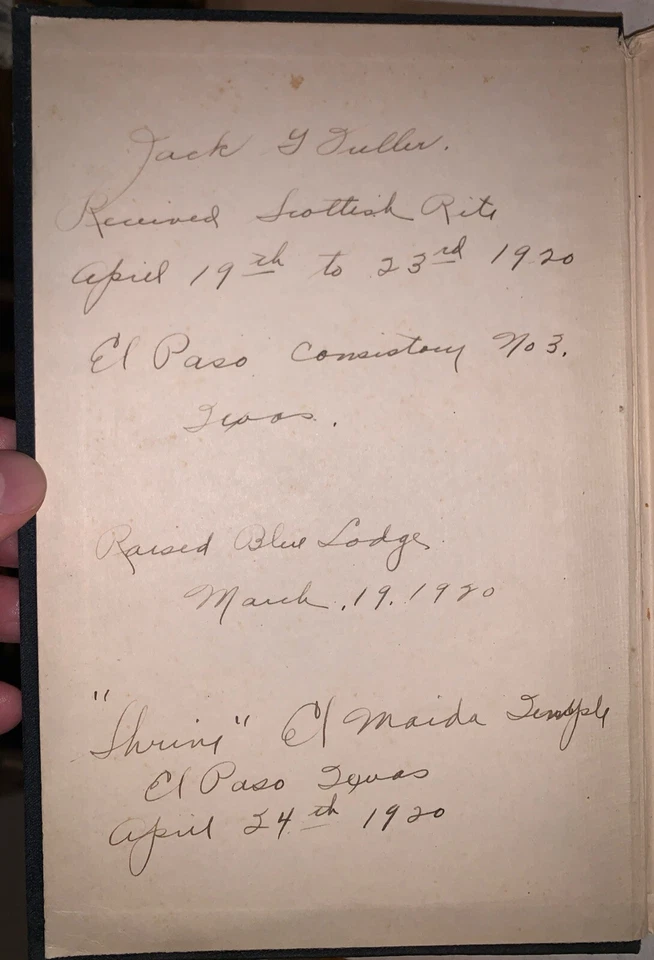 Jack G Fuller.
Received Scottish Rite
April 19th to 23rd 1920
El Paso Consistory No 3.
Texas.
Raised Blue Lodge
March, 19, 1920
"Shrine" El Maida Temple
El Paso Texas
April 24th 1920